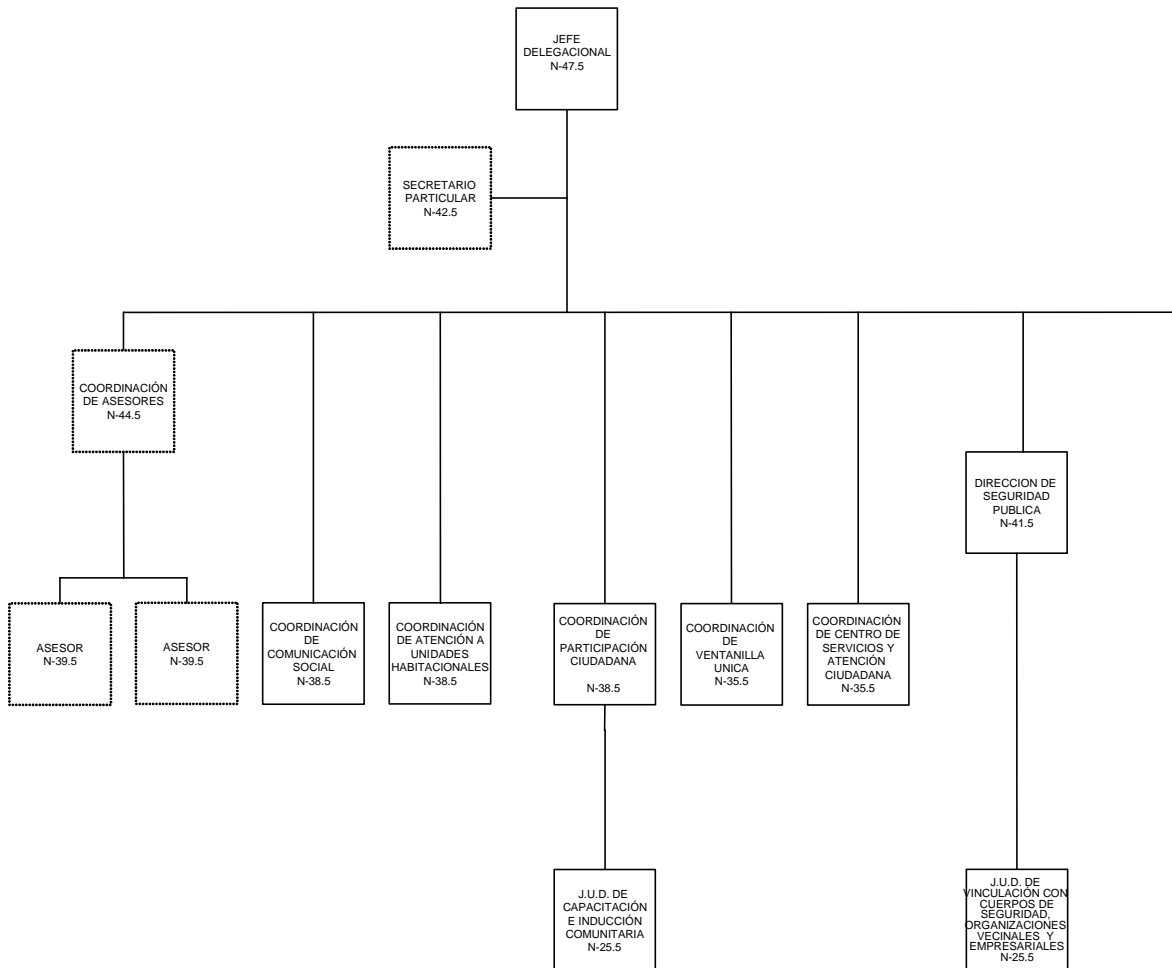 JEFE
DELEGACIONAL
N-47.5
SECRETARIO
PARTICULAR
N-42.5
COORDINACIÓN
DE ASESORES
N-44.5
DIRECCION DE
SEGURIDAD
PUBLICA
N-41.5
ASESOR
N-39.5
ASESOR
N-39.5
COORDINACIÓN
DE
COMUNICACIÓN
SOCIAL
N-38.5
COORDINACIÓN
DE ATENCIÓN A
UNIDADES
HABITACIONALES
N-38.5
COORDINACIÓN
DE
PARTICIPACIÓN
CIUDADANA
N-38.5
COORDINACIÓN
DE
VENTANILLA
UNICA
N-35.5
COORDINACIÓN
DE CENTRO DE
SERVICIOS Y
ATENCIÓN
CIUDADANA
N-35.5
J.U.D. DE
CAPACITACIÓN
E INDUCCIÓN
COMUNITARIA
N-25.5
J.U.D. DE
VINCULACIÓN CON
CUERPOS DE
SEGURIDAD,
ORGANIZACIONES
VECINALES Y
EMPRESARIALES
N-25.5